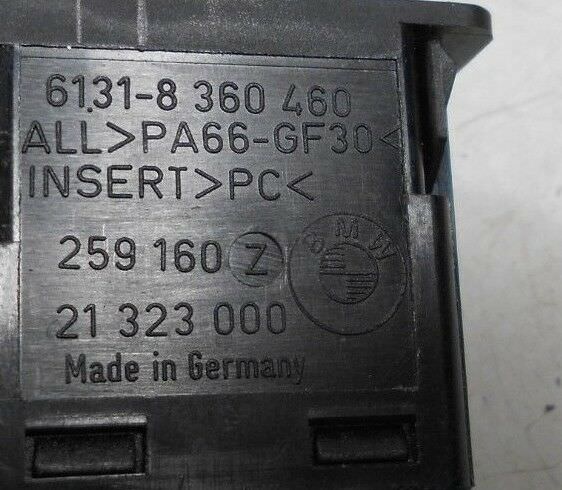 61.31-8 360 460
ALL>PA66-GF30<
INSERT>PC<
259 160 Z
BMW
21 323 000
Made in Germany